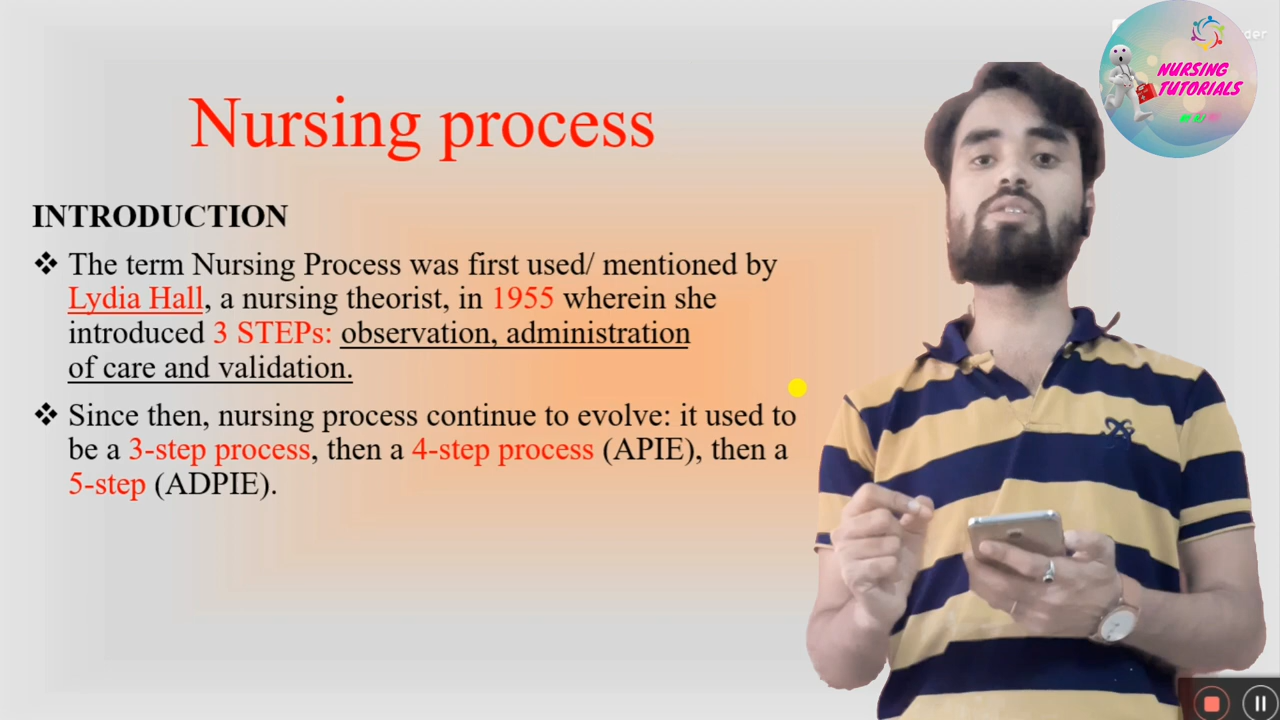 der
NURSING
TUTORIALS
Nursing process
INTRODUCTION
❖ The term Nursing Process was first used/ mentioned by
Lydia Hall, a nursing theorist, in 1955 wherein she
introduced 3 STEPs: observation, administration
of care and validation.
❖ Since then, nursing process continue to evolve: it used to
be a 3-step process, then a 4-step process (APIE), then a
5-step (ADPIE).